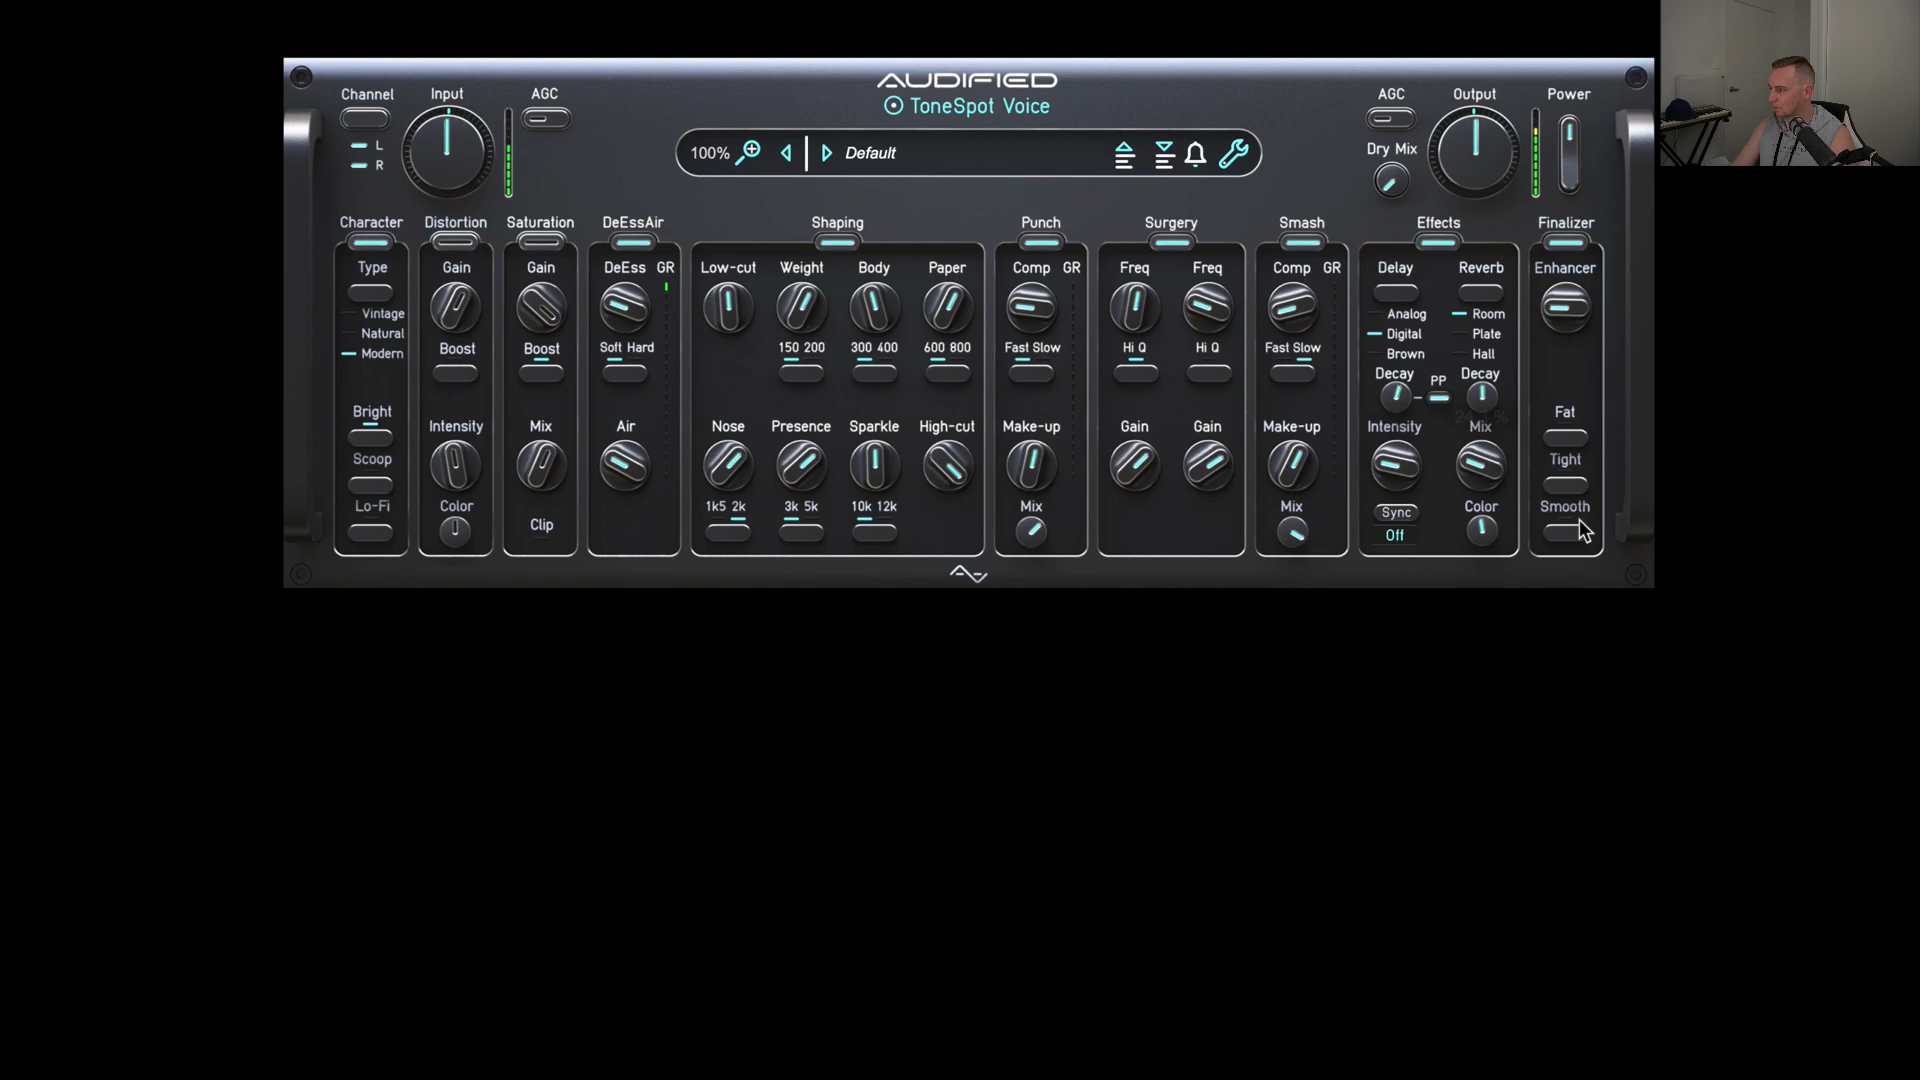 AUDIFIED
ToneSpot Voice
Channel
L
R
Input
AGC
100%
Default
AGC
Dry Mix
Output
Power
Character
Type
Vintage
Natural
Modern
Bright
Scoop
Lo-Fi
Distortion
Gain
Boost
Intensity
Color
Saturation
Gain
Boost
Mix
Clip
DeEssAir
DeEss GR
Soft Hard
Air
Shaping
Low-cut Weight Body Paper
150 200 300 400 600 800
Nose Presence Sparkle High-cut
1k5 2k 3k 5k 10k 12k
Punch
Comp GR
Fast Slow
Make-up
Mix
Surgery
Freq Freq
Hi Q Hi Q
Gain Gain
Smash
Comp GR
Fast Slow
Make-up
Mix
Effects
Delay Reverb
Analog Room
Digital Plate
Brown Hall
Decay PP Decay
Intensity Mix
Sync Color
Off
Finalizer
Enhancer
Fat
Tight
Smooth